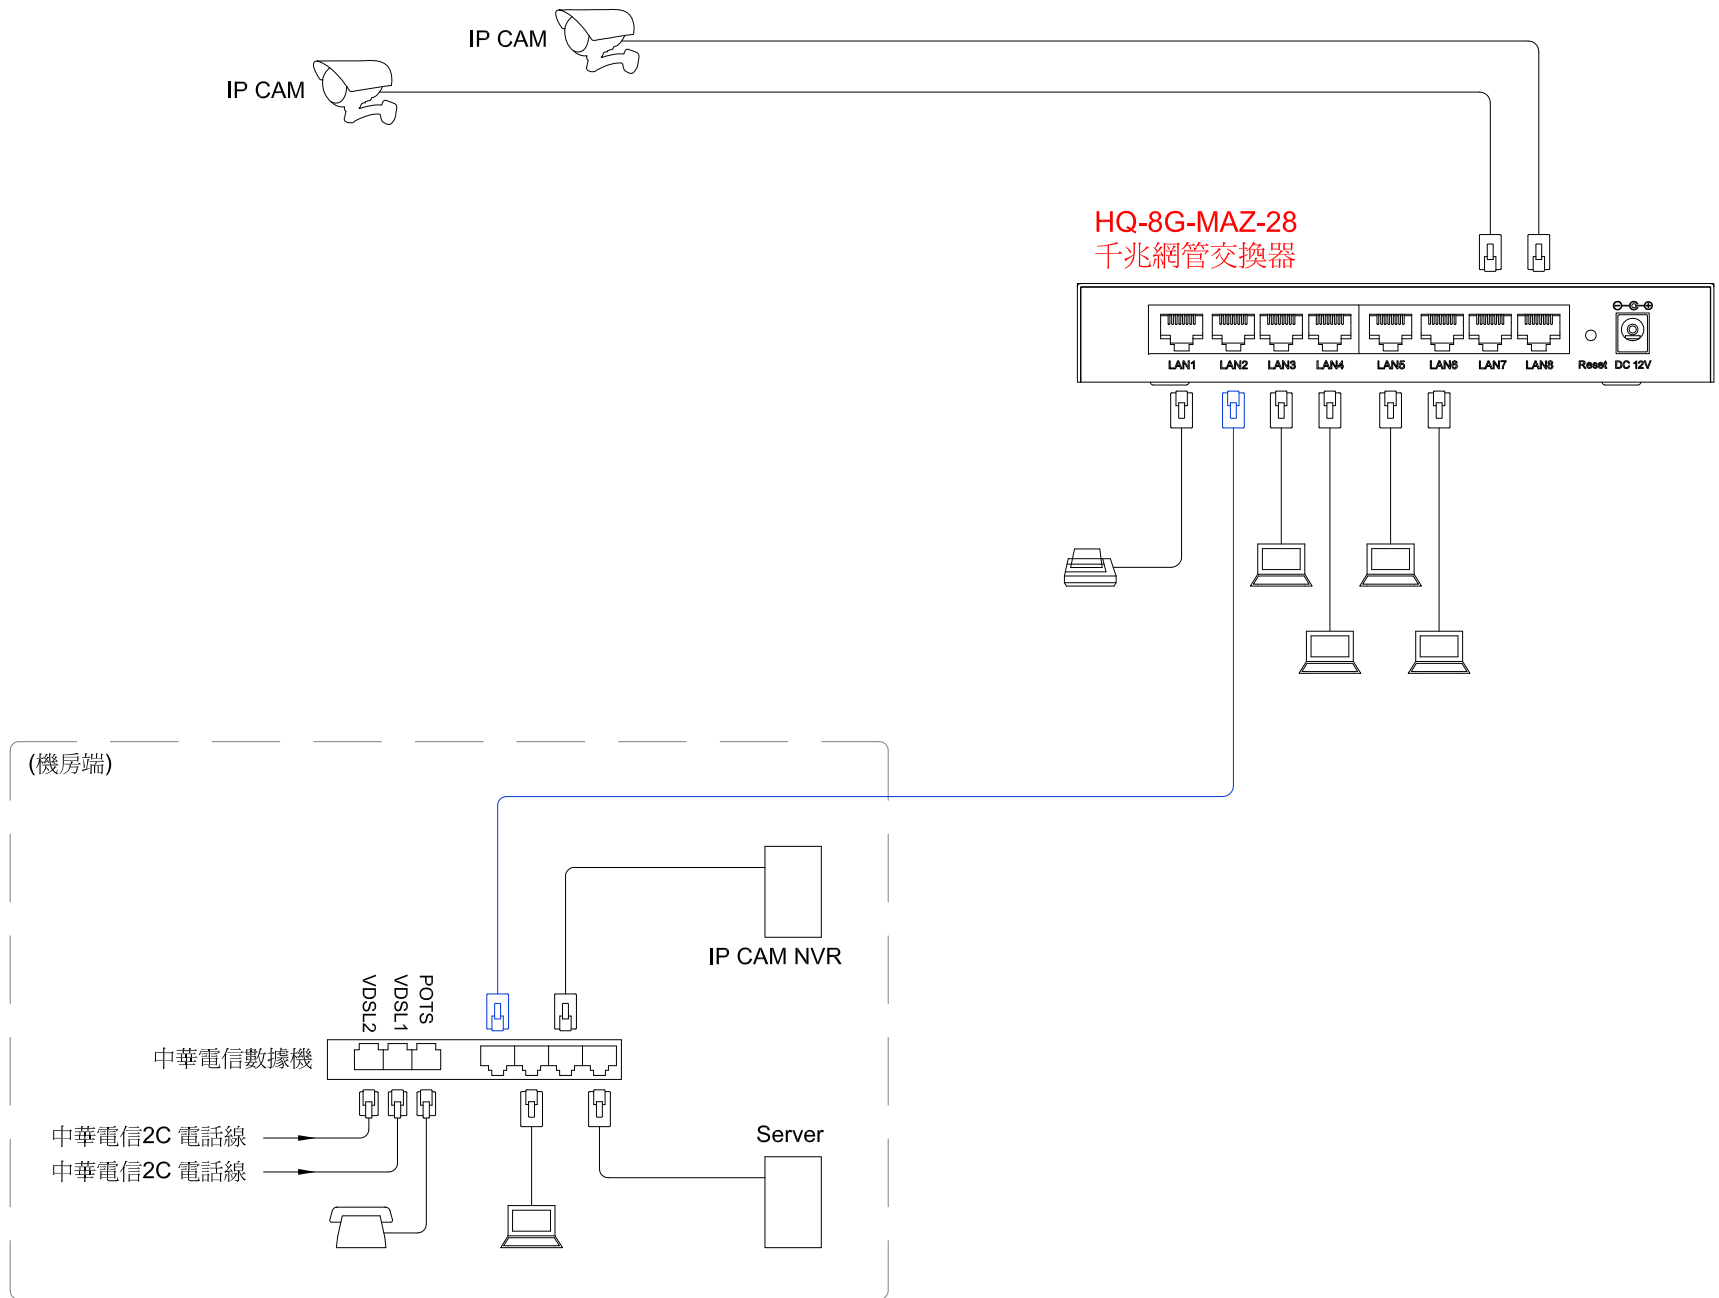 IP CAM
IP CAM
HQ-8G-MAZ-28
千兆網管交換器
LAN1 LAN2 LAN3 LAN4 LAN5 LAN6 LAN7 LAN8 Reset DC 12V
(機房端)
IP CAM NVR
VDSL2
VDSL1
POTS
中華電信數據機
中華電信2C 電話線
中華電信2C 電話線
Server